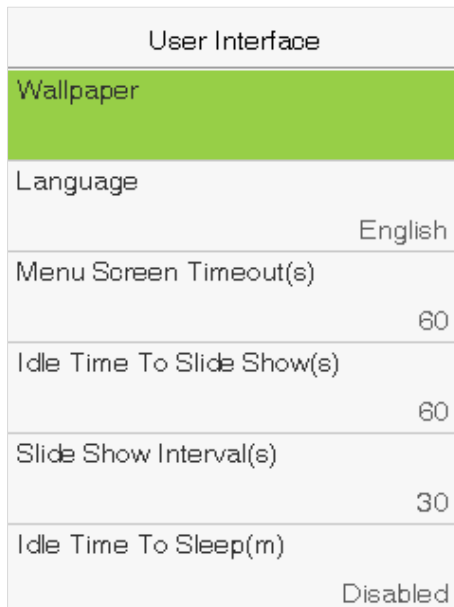 User Interface
Wallpaper
Language
English
Menu Screen Timeout(s)
60
Idle Time To Slide Show(s)
60
Slide Show Interval(s)
30
Idle Time To Sleep(m)
Disabled